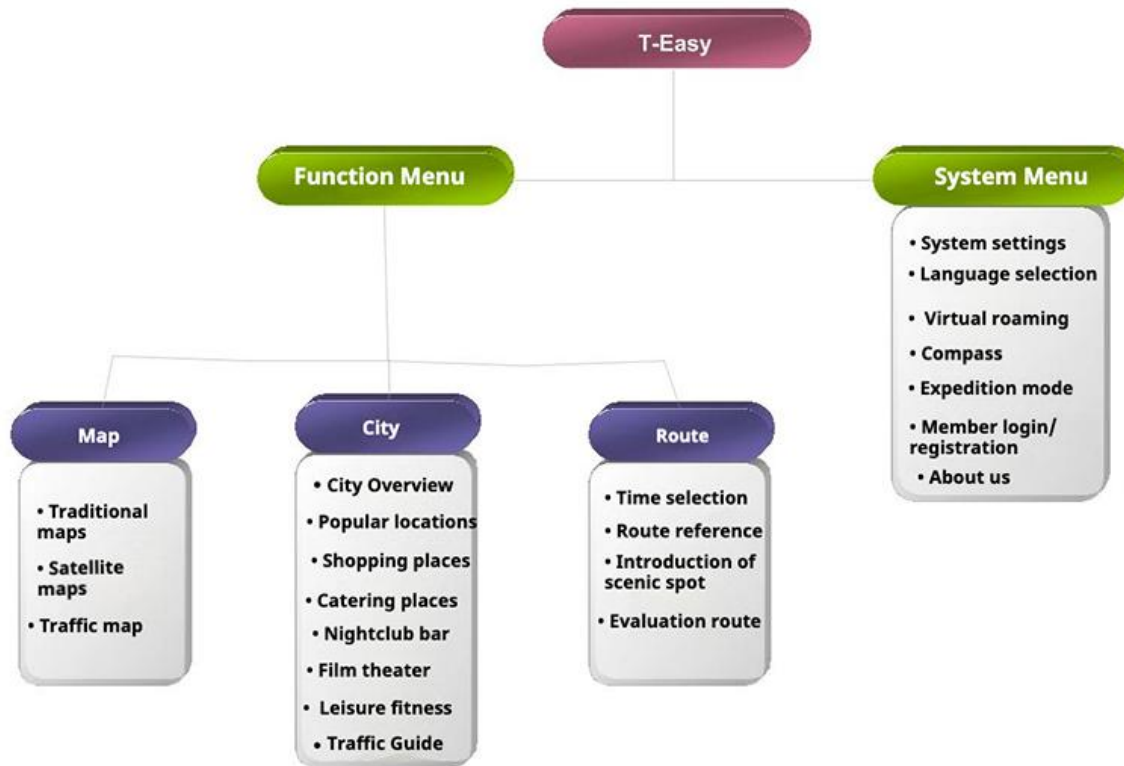 T-Easy
Function Menu
System Menu
• System settings
• Language selection
• Virtual roaming
• Compass
• Expedition mode
• Member login/
registration
• About us
Map
• Traditional
maps
• Satellite
maps
• Traffic map
City
• City Overview
• Popular locations
• Shopping places
• Catering places
• Nightclub bar
• Film theater
• Leisure fitness
• Traffic Guide
Route
• Time selection
• Route reference
• Introduction of
scenic spot
• Evaluation route